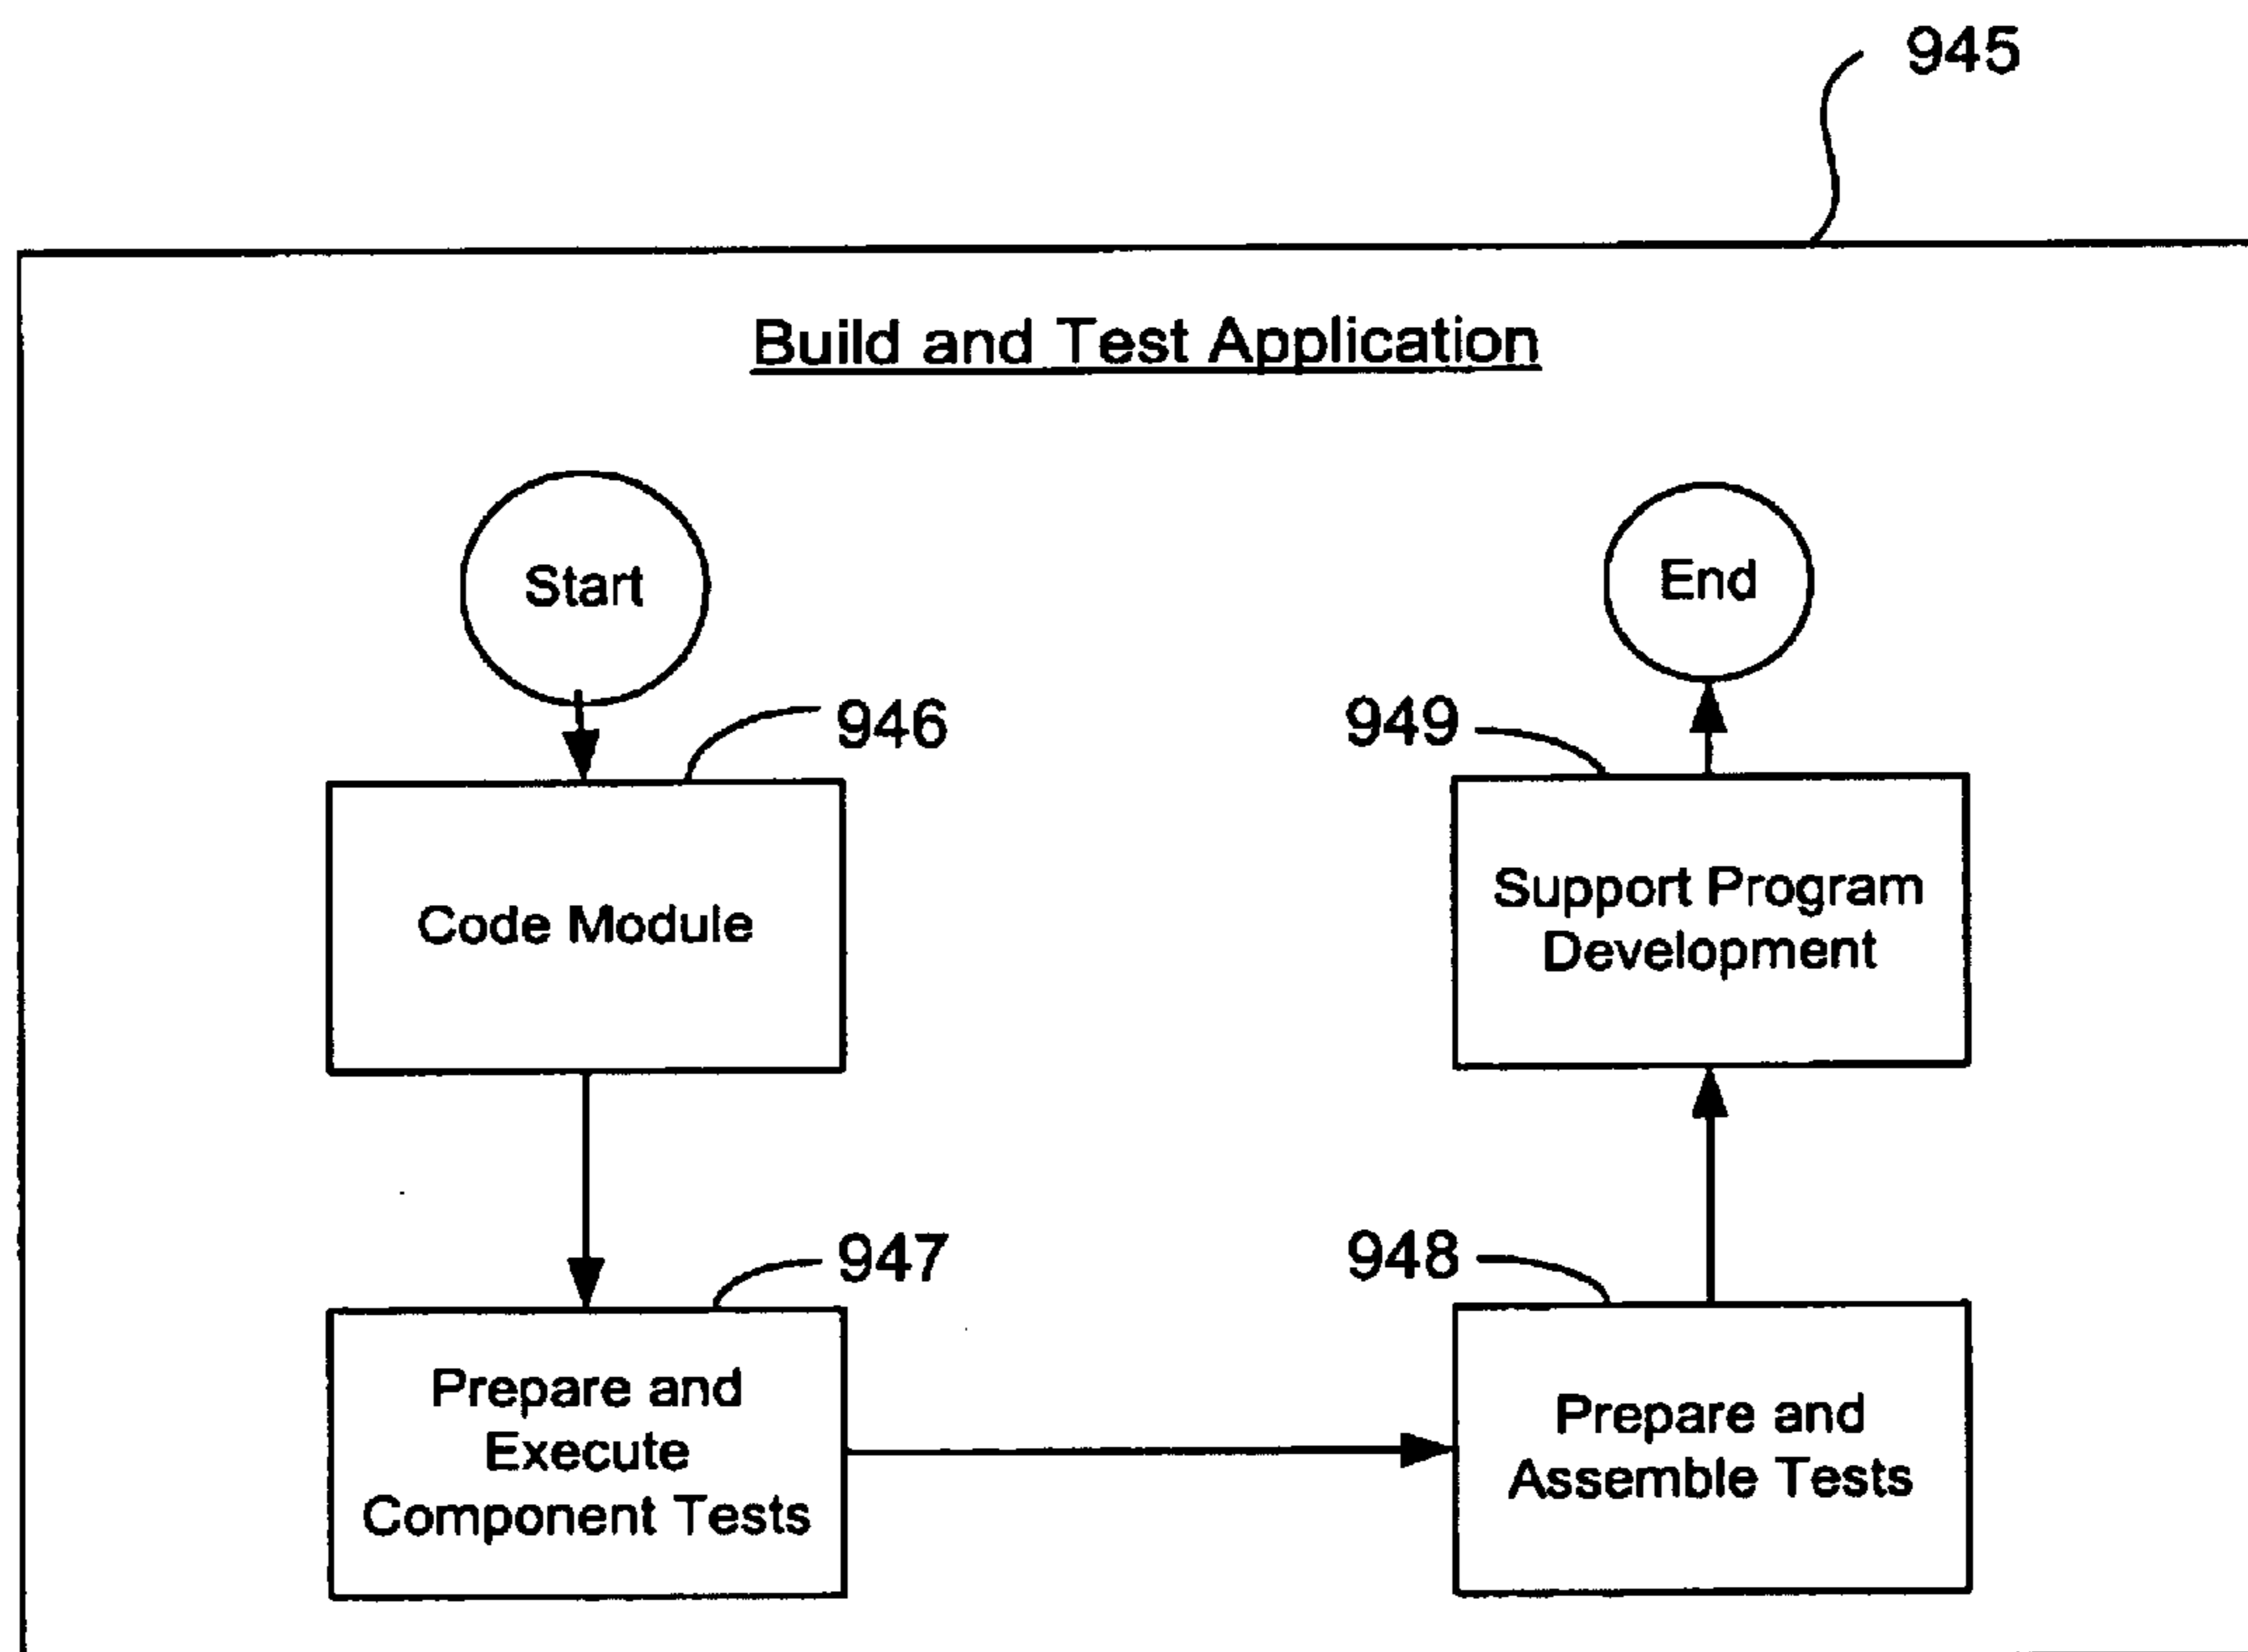 945
Build and Test Application
Start
End
946
949
Code Module
Support Program
Development
947
948
Prepare and
Execute
Component Tests
Prepare and
Assemble Tests